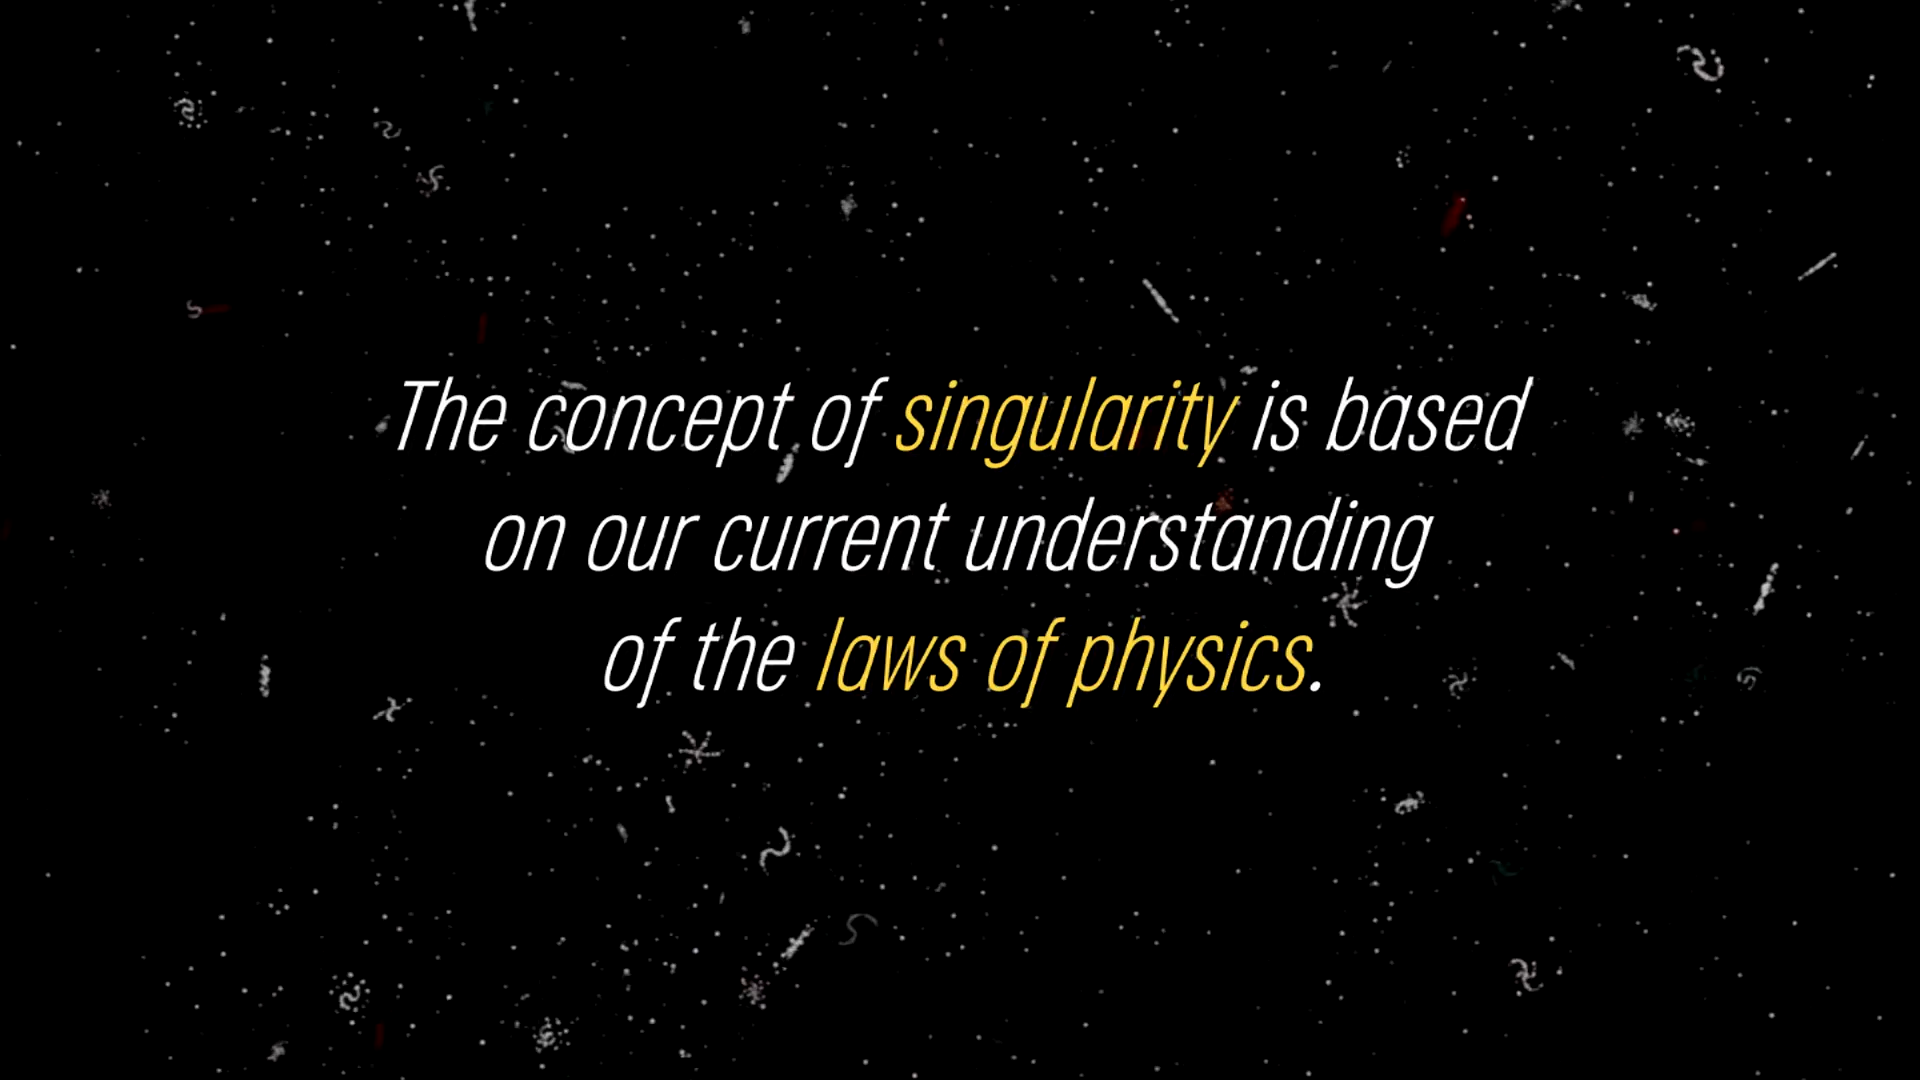 The concept of singularity is based
on our current understanding
of the laws of physics.